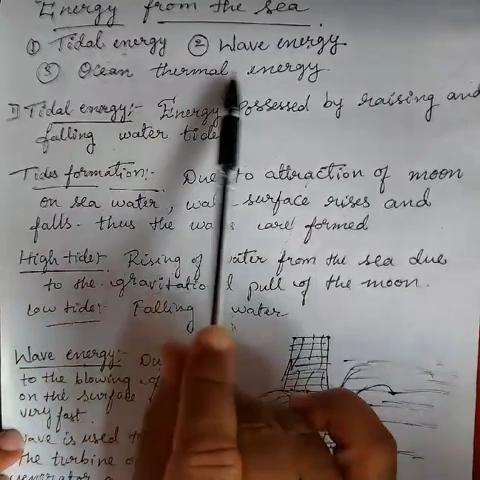 Energy from the sea
① Tidal energy ② Wave energy
③ Ocean thermal energy.
1) Tidal energy:- Energy Possessed by raising and
falling water tide
Tides formation:- Due to attraction of moon
on sea water, surface rises and
falls. thus the are formed
High tide:- Rising of water from the sea due
to the pull of the moon.
Low tide:- Falling water
Wave energy:-
to the blowing
on the surface
very fast.
wave is used
the turbine
generator